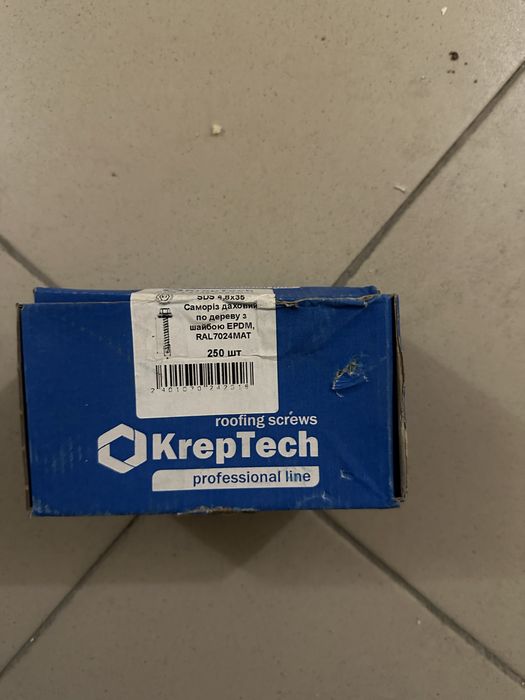 SDS 4,8x35
Саморіз даховий
по дереву з
шайбою EPDM,
RAL7024MAT
250 шт
roofing screws
KrepTech
professional line